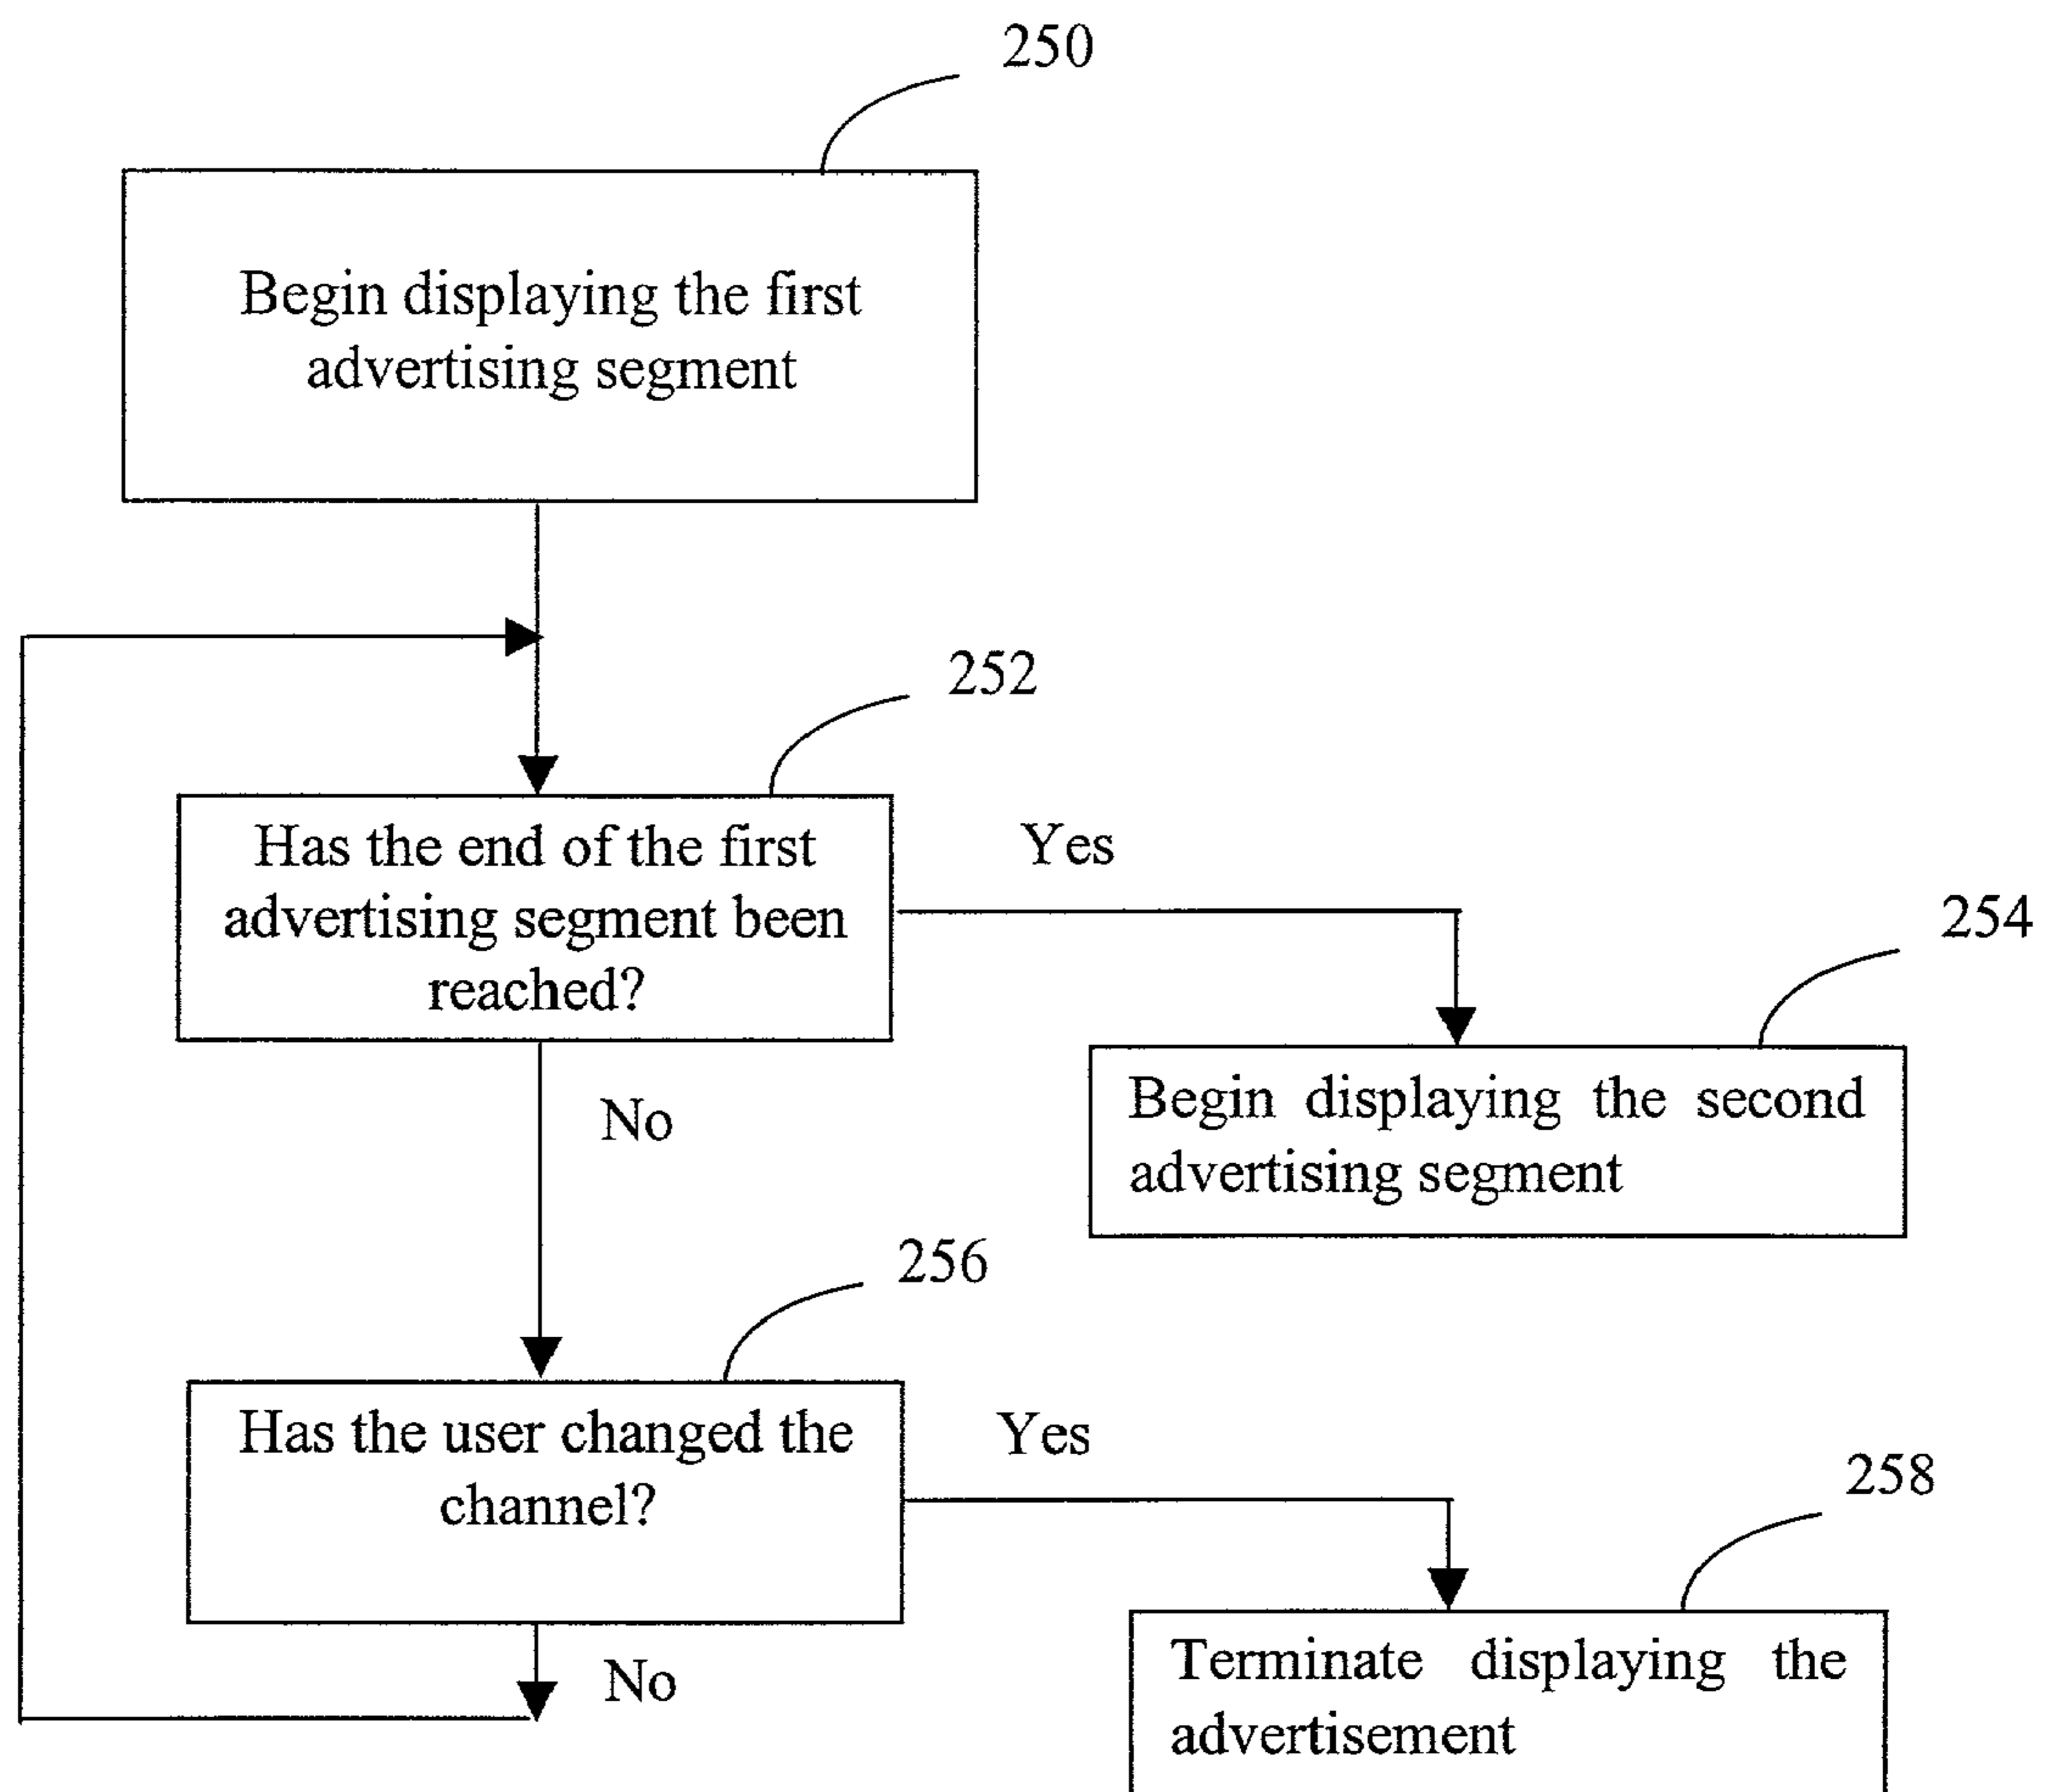 250
Begin displaying the first
advertising segment
252
Has the end of the first
advertising segment been
reached?
Yes
254
Begin displaying the second
advertising segment
No
256
Has the user changed the
channel?
Yes
258
Terminate displaying the
advertisement
No